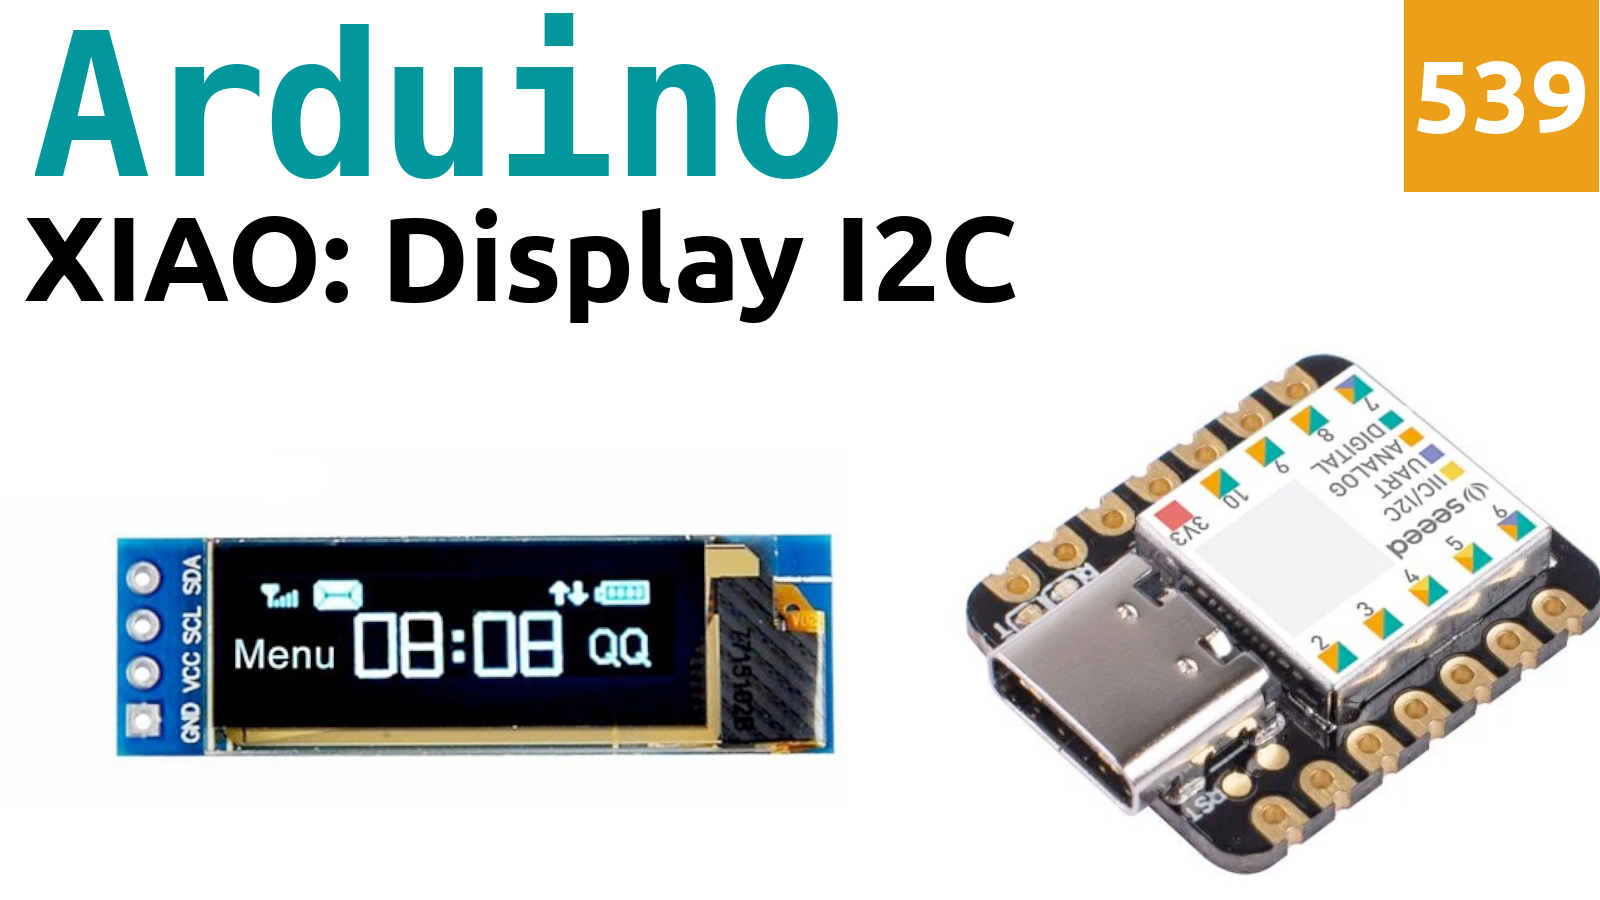 Arduino
539
XIAO: Display I2C
SDA
SCL
VCC
GND
Menu 08:08 QQ
7
8
9
10
3V3
DIGITAL
ANALOG
UART
IIC/I2C
seeed
6
5
4
3
2
RST